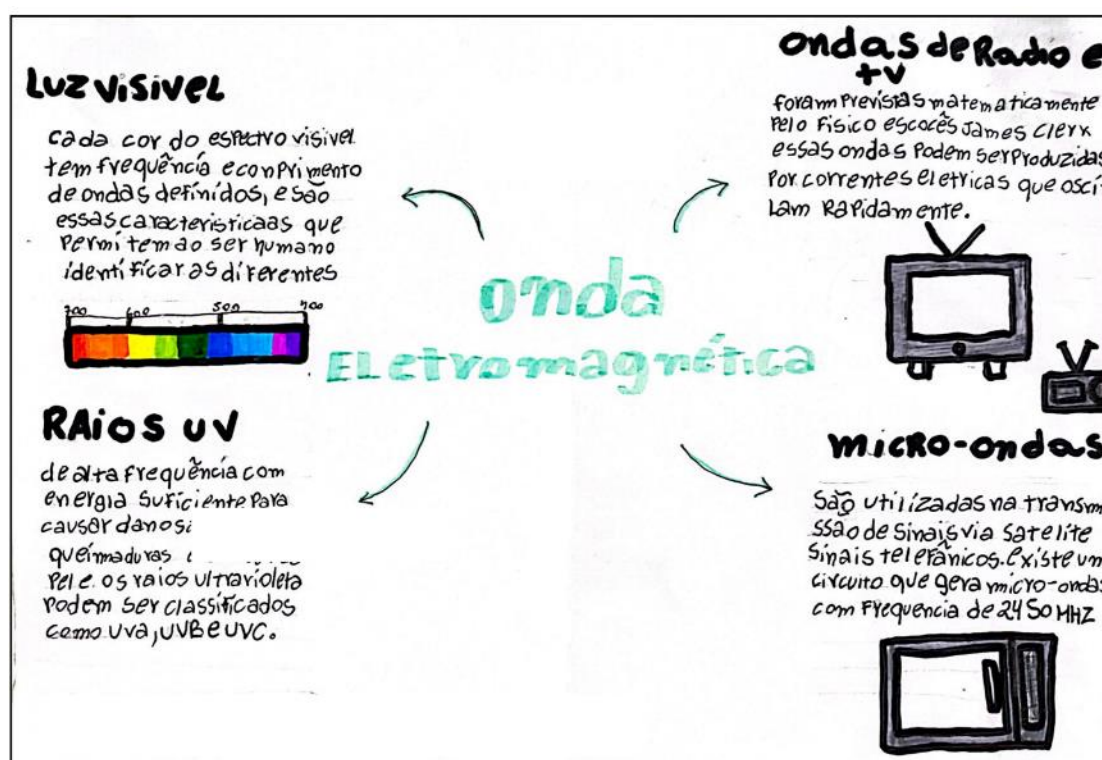 Luz visivel
cada cor do espectro visivel
tem frequência e conprimento
de ondas definidos, e são
essas caracteristicaas que
permitem ao ser humano
identificar as diferentes
700 600 500 400
Raios UV
de alta frequência com
energia suficiente para
causar danos
queimaduras
pele. os raios ultravioleta
podem ser classificados
como uva, UVB e UVC.
onda
Eletromagnética
ondas de Radio e
tv
foram previstas matematicamente
pelo físico escocês James Clerx
essas ondas podem ser produzidas
por correntes eletricas que osci-
lam Rapidamente.
micro-ondas
São utilizadas na transm
ssão de sinais via satelite
sinais telefânicos. existe um
circuito que gera micro-ondas
com frequencia de 2450 MHZ